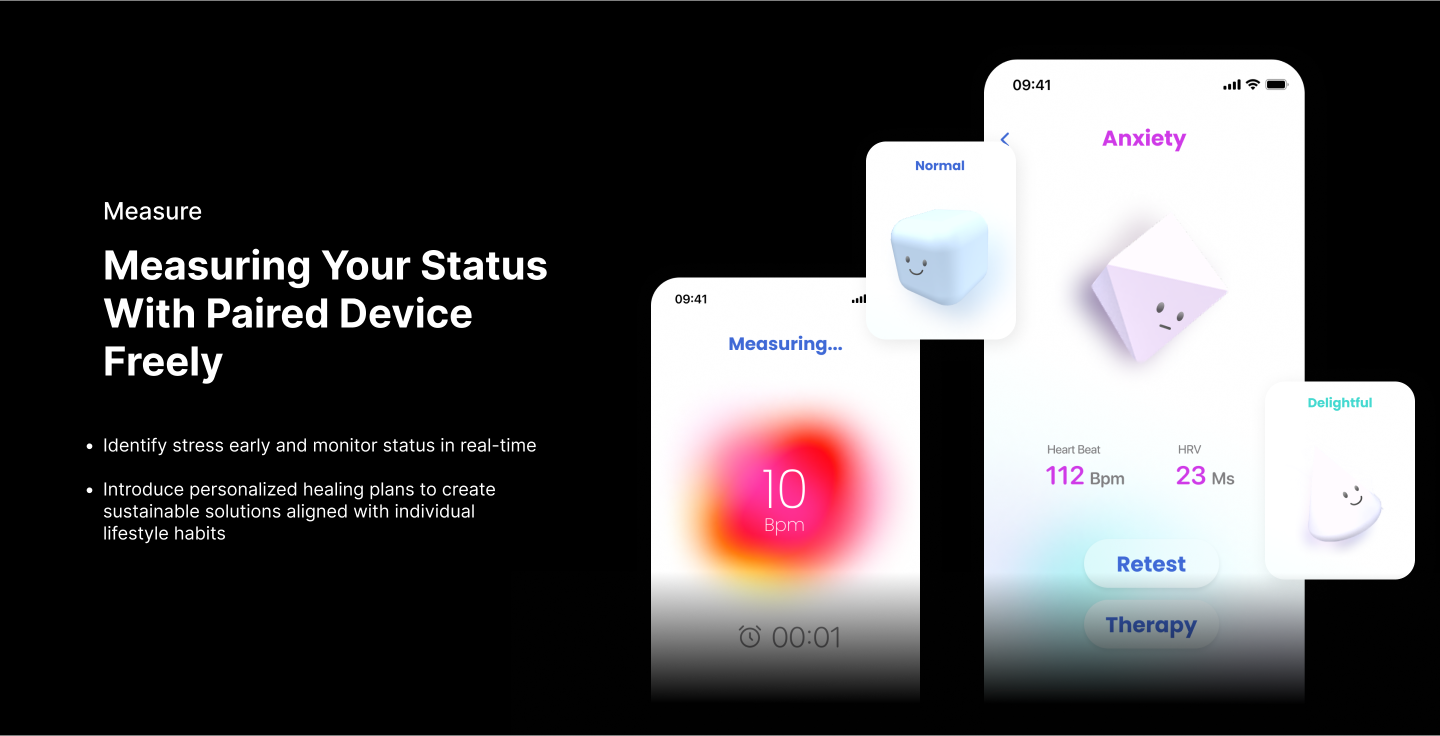 Measure
Measuring Your Status
With Paired Device
Freely
• Identify stress early and monitor status in real-time
• Introduce personalized healing plans to create
sustainable solutions aligned with individual
lifestyle habits
09:41
Measuring...
10
Bpm
00:01
Normal
09:41
Anxiety
Heart Beat
112 Bpm
HRV
23 Ms
Retest
Therapy
Delightful